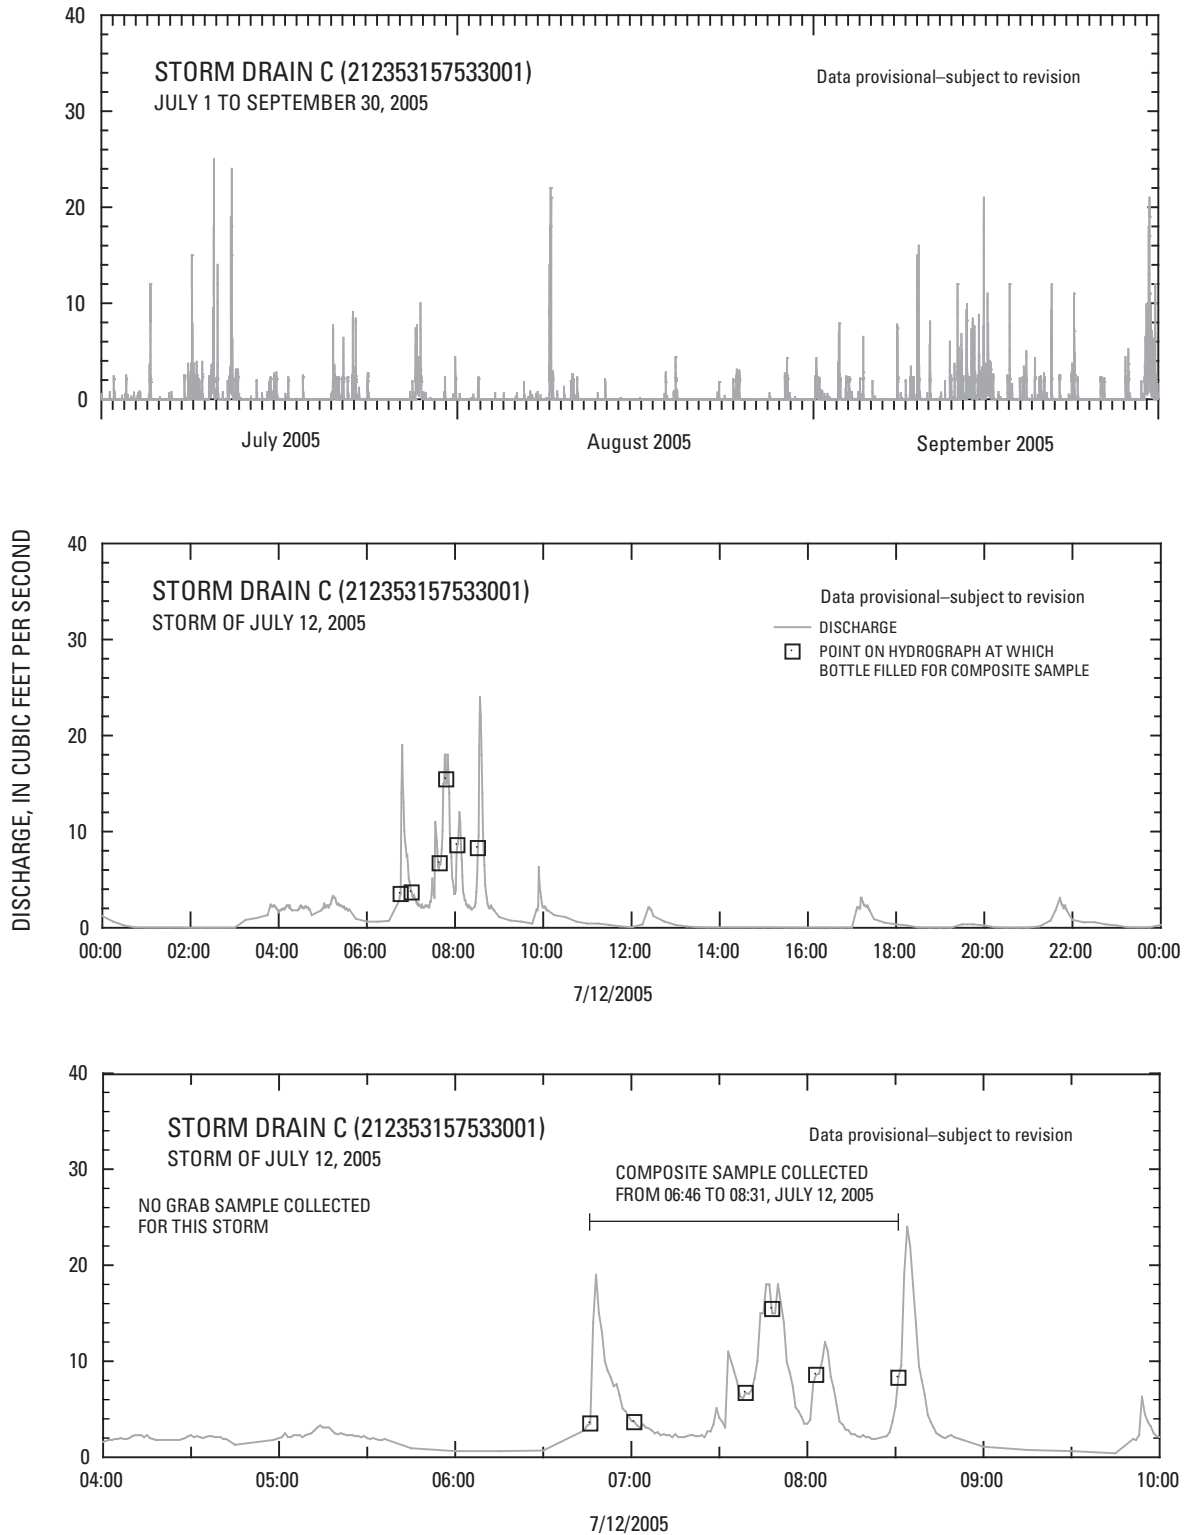 DISCHARGE, IN CUBIC FEET PER SECOND
40
30
20
10
0
STORM DRAIN C (212353157533001)
JULY 1 TO SEPTEMBER 30, 2005
Data provisional–subject to revision
July 2005
August 2005
September 2005
40
30
20
10
0
STORM DRAIN C (212353157533001)
STORM OF JULY 12, 2005
Data provisional–subject to revision
DISCHARGE
POINT ON HYDROGRAPH AT WHICH
BOTTLE FILLED FOR COMPOSITE SAMPLE
00:00 02:00 04:00 06:00 08:00 10:00 12:00 14:00 16:00 18:00 20:00 22:00 00:00
7/12/2005
40
30
20
10
0
STORM DRAIN C (212353157533001)
STORM OF JULY 12, 2005
Data provisional–subject to revision
NO GRAB SAMPLE COLLECTED
FOR THIS STORM
COMPOSITE SAMPLE COLLECTED
FROM 06:46 TO 08:31, JULY 12, 2005
04:00 05:00 06:00 07:00 08:00 09:00 10:00
7/12/2005